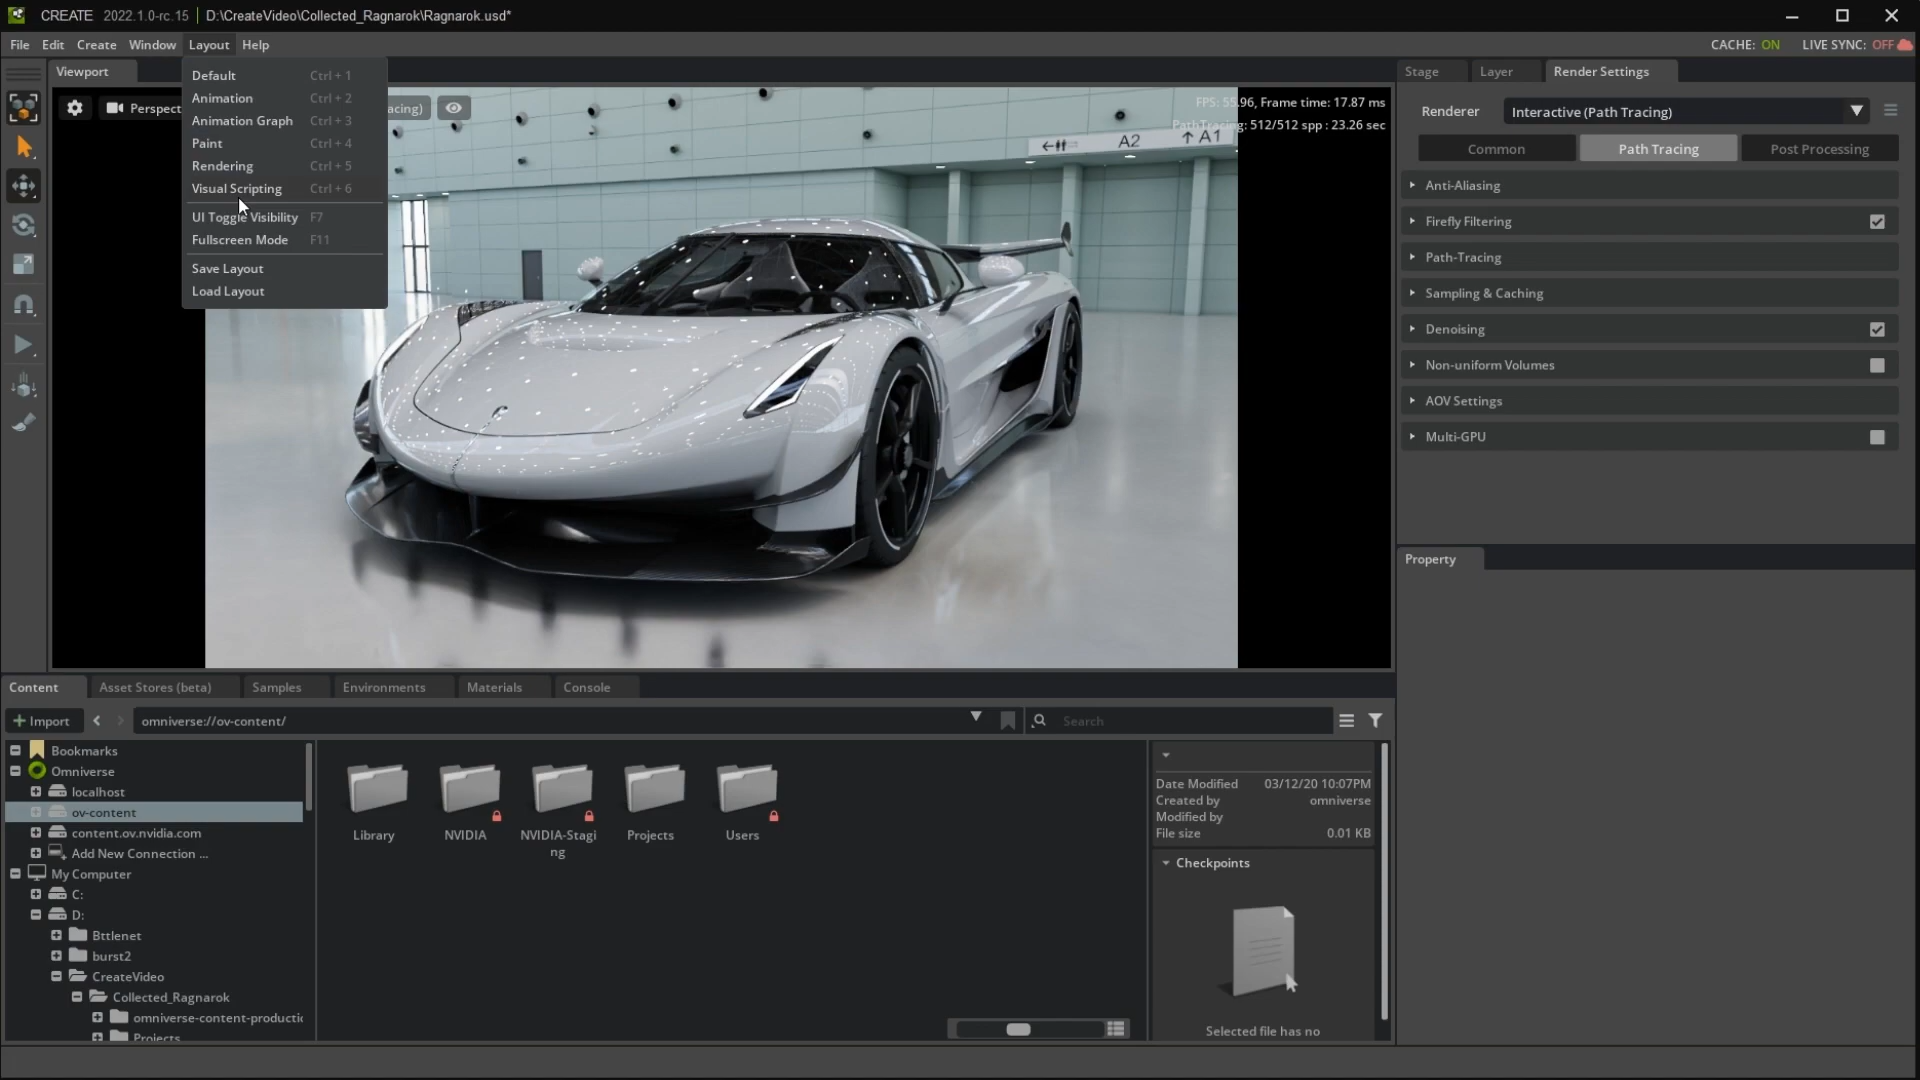 CREATE 2022.1.0-rc.15 | D:\CreateVideo\Collected_Ragnarok\Ragnarok.usd*
File Edit Create Window Layout Help
CACHE: ON LIVE SYNC: OFF
Viewport
Default Ctrl + 1
Animation Ctrl + 2
Animation Graph Ctrl + 3
Paint Ctrl + 4
Rendering Ctrl + 5
Visual Scripting Ctrl + 6
UI Toggle Visibility F7
Fullscreen Mode F11
Save Layout
Load Layout
Perspect
acing)
FPS: 55.96, Frame time: 17.87 ms
PathTracing: 512/512 spp : 23.26 sec
A2 A1
Stage Layer Render Settings
Renderer Interactive (Path Tracing)
Common Path Tracing Post Processing
Anti-Aliasing
Firefly Filtering
Path-Tracing
Sampling & Caching
Denoising
Non-uniform Volumes
AOV Settings
Multi-GPU
Property
Content Asset Stores (beta) Samples Environments Materials Console
Import omniverse://ov-content/ Search
Bookmarks
Omniverse
localhost
ov-content
content.ov.nvidia.com
Add New Connection ...
My Computer
C:
D:
Bttlenet
burst2
CreateVideo
Collected_Ragnarok
omniverse-content-producti
Projects
Library
NVIDIA
NVIDIA-Stagi
ng
Projects
Users
Date Modified 03/12/20 10:07PM
Created by omniverse
Modified by
File size 0.01 KB
Checkpoints
Selected file has no